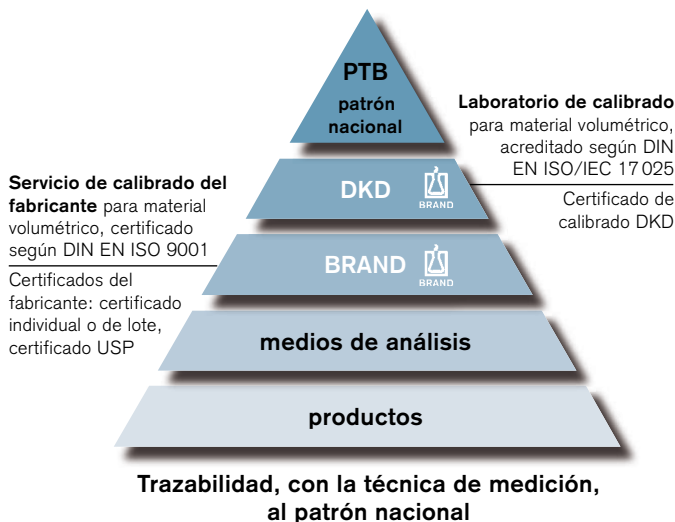 PTB
patrón
nacional
Laboratorio de calibrado
para material volumétrico,
acreditado según DIN
EN ISO/IEC 17 025
Certificado de
calibrado DKD
DKD
BRAND
Servicio de calibrado del
fabricante para material
volumétrico, certificado
según DIN EN ISO 9001
Certificados del
fabricante: certificado
individual o de lote,
certificado USP
BRAND
BRAND
medios de análisis
productos
Trazabilidad, con la técnica de medición,
al patrón nacional